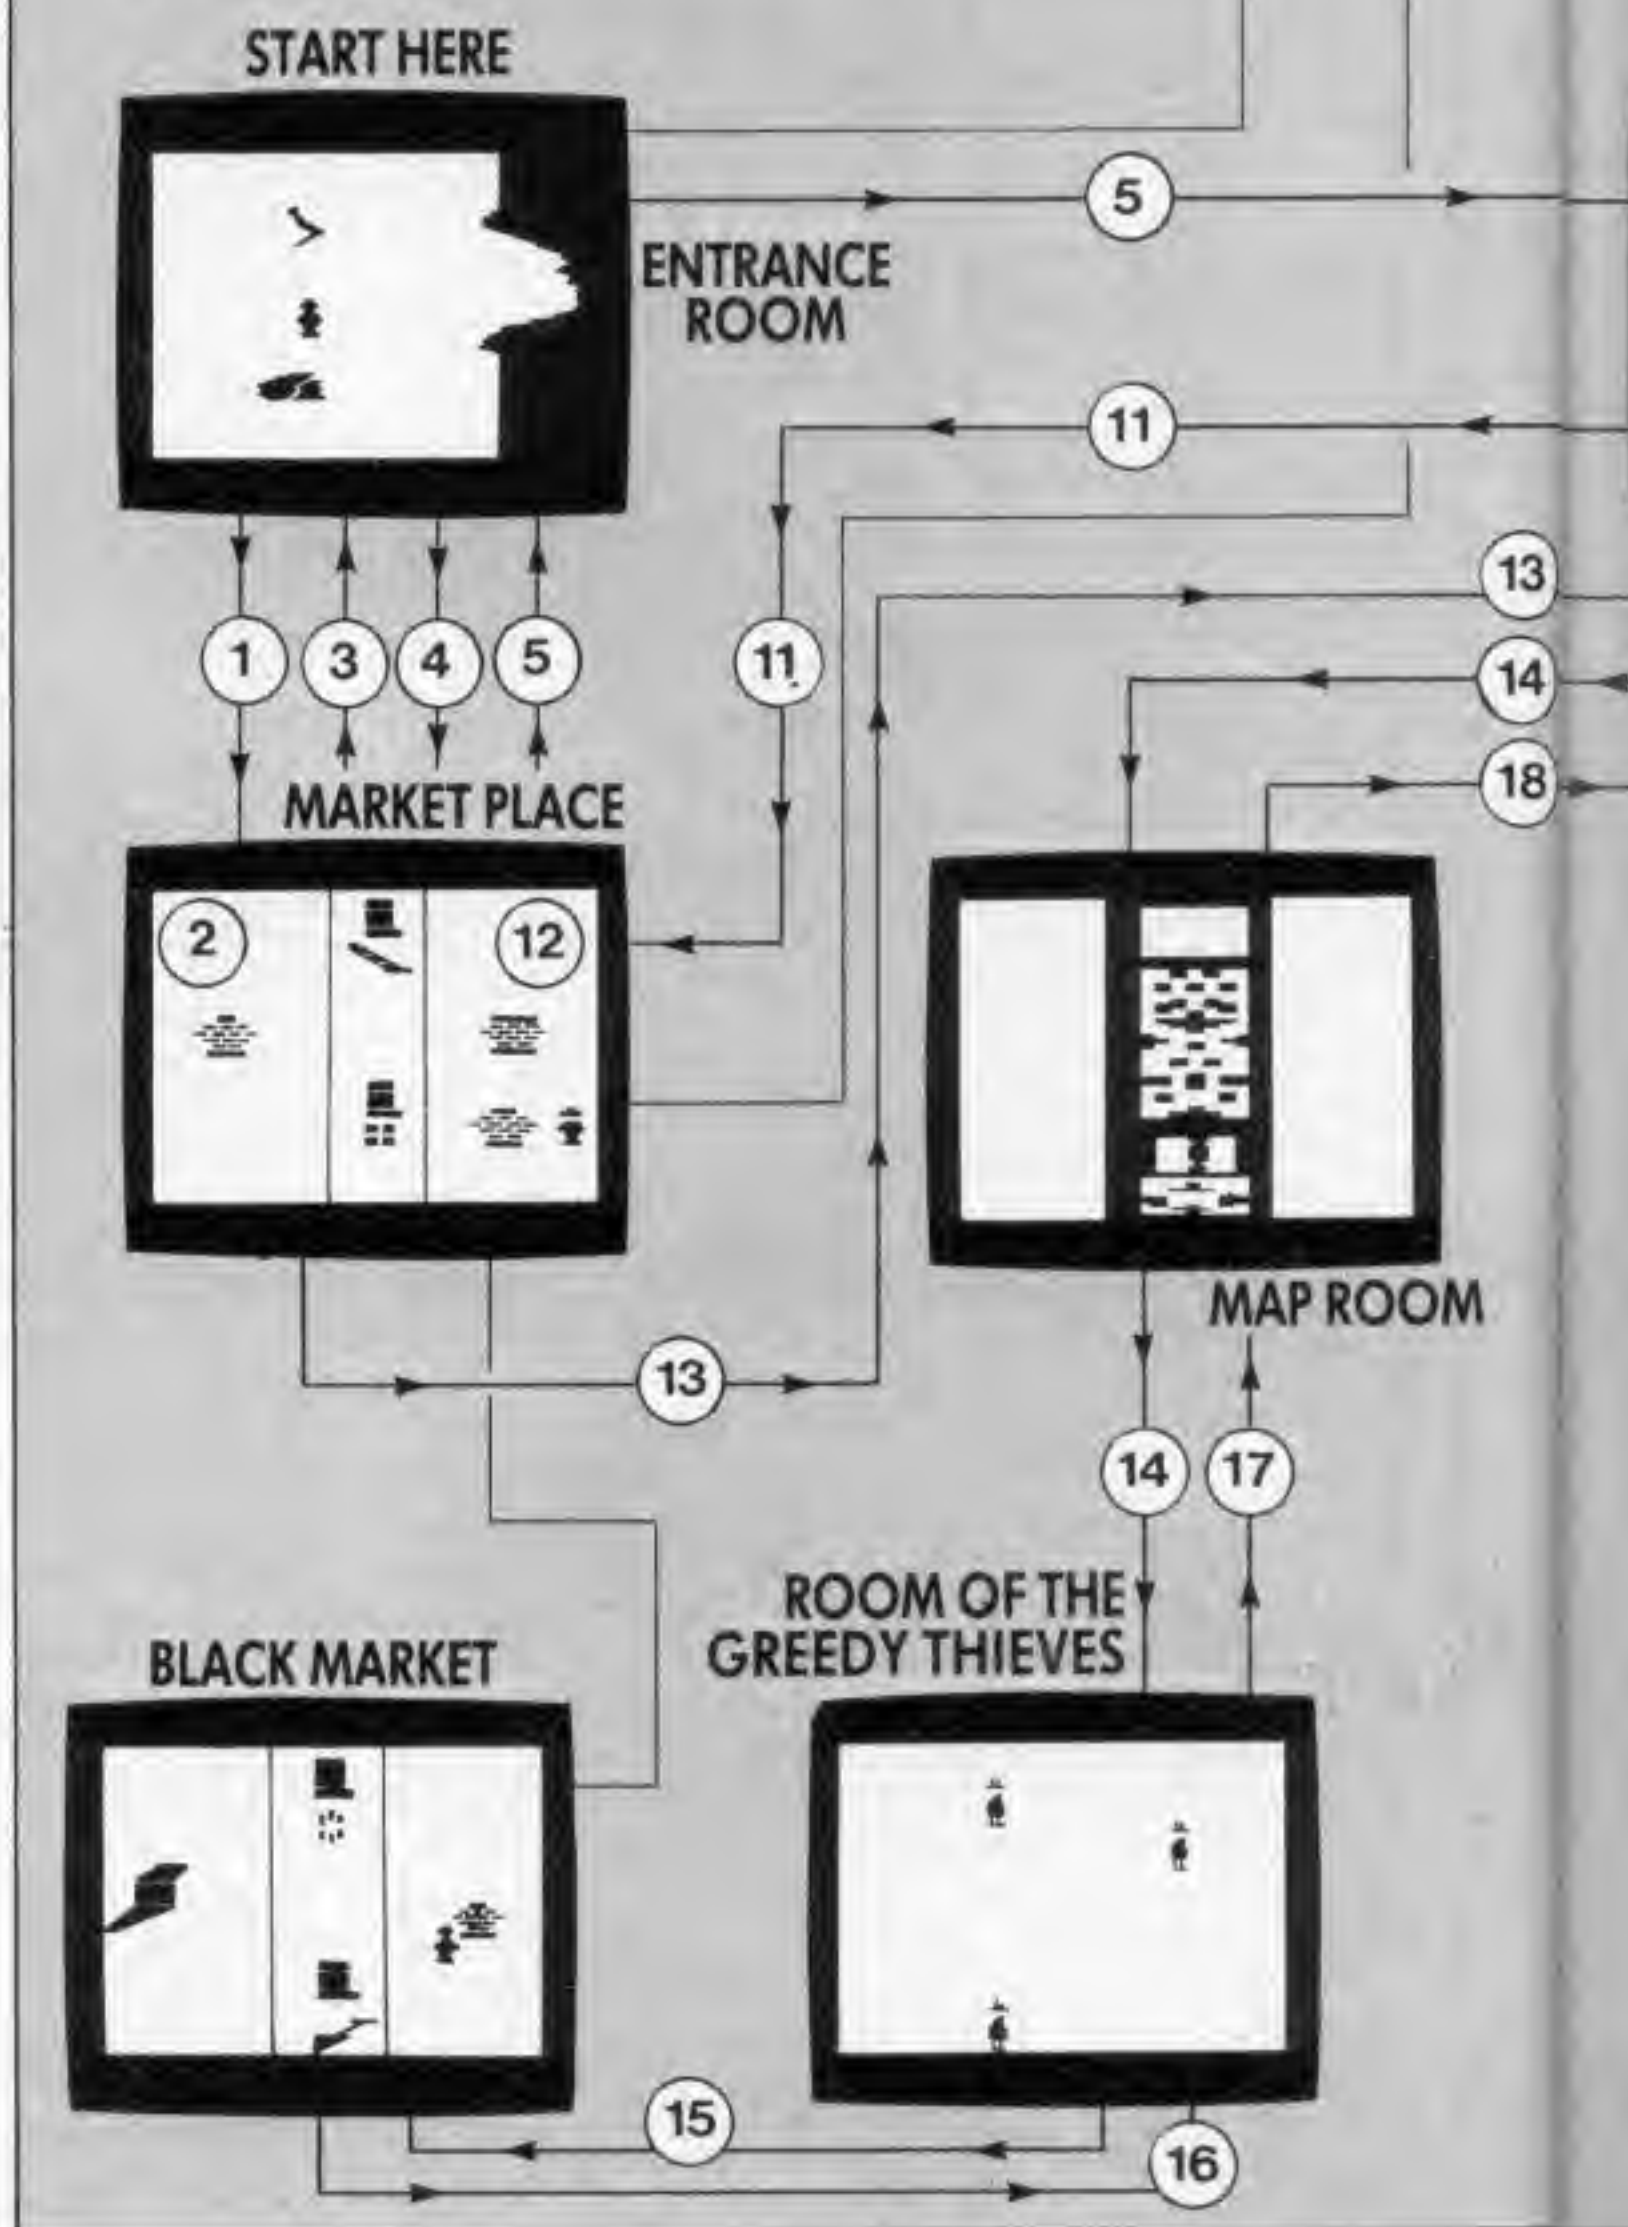 START HERE
5
ENTRANCE
ROOM
11
13
1
3
4
5
11
14
18
MARKET PLACE
2
12
MAP ROOM
13
14
17
ROOM OF THE
GREEDY THIEVES
BLACK MARKET
15
16